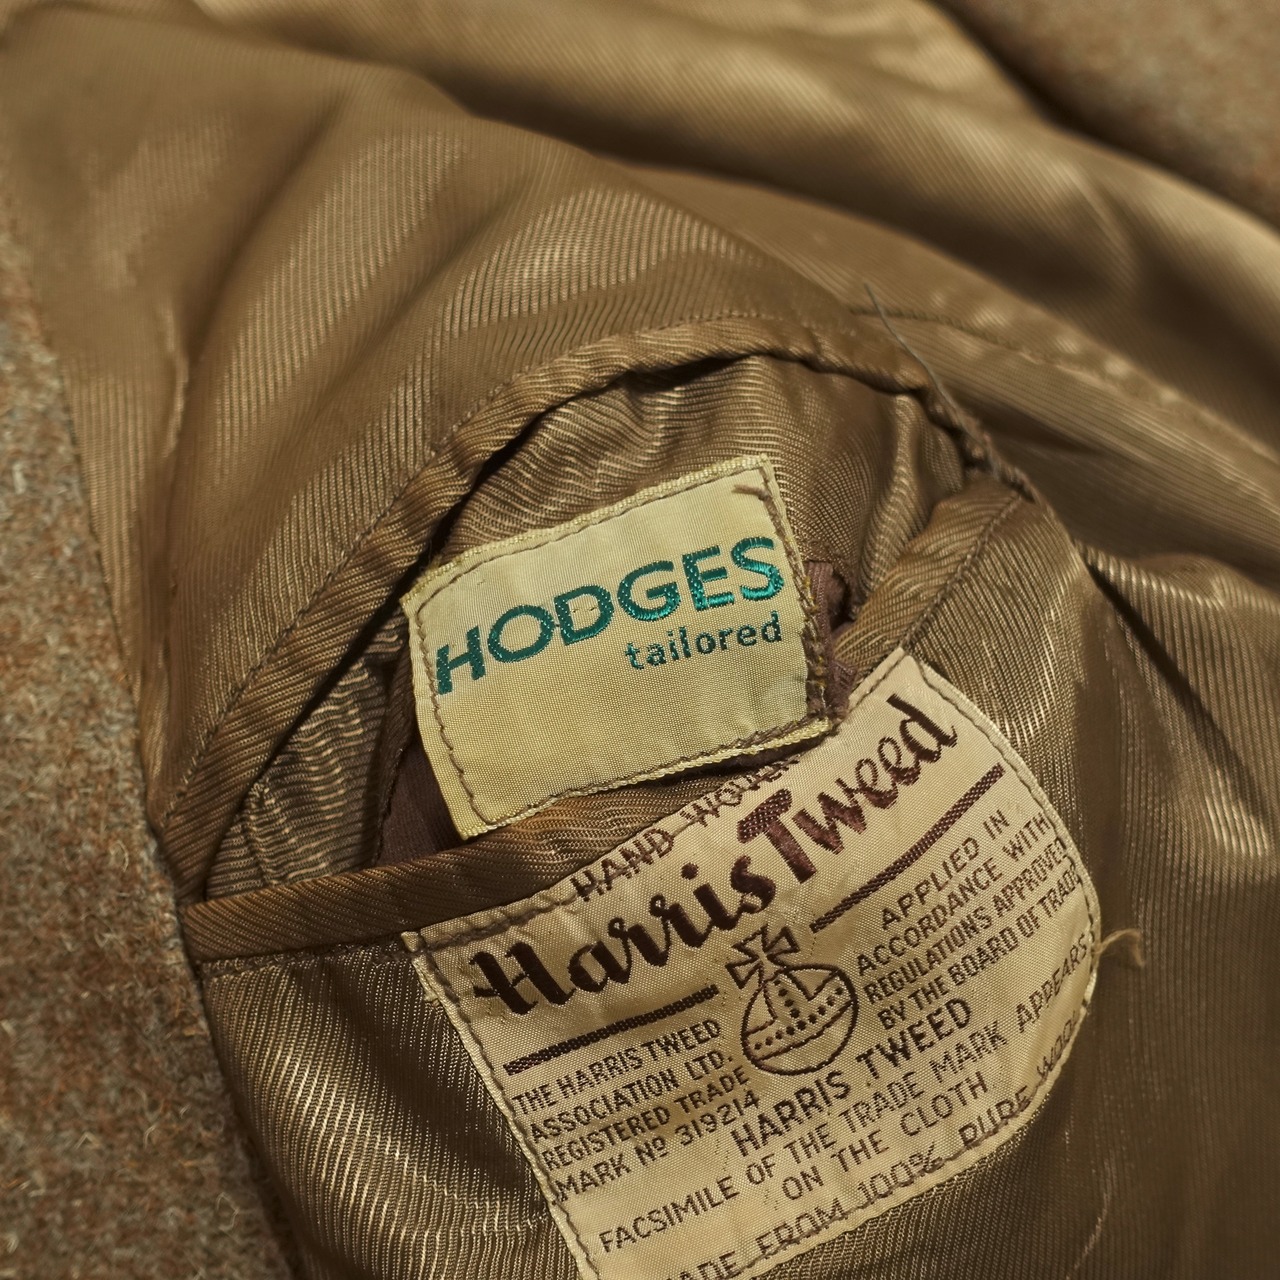 HODGES
tailored
HAND WOVEN
Harris Tweed
THE HARRIS TWEED
ASSOCIATION LTD.
REGISTERED TRADE
MARK Nº 319214
APPLIED IN
ACCORDANCE WITH
REGULATIONS APPROVED
BY THE BOARD OF TRADE
HARRIS TWEED
FACSIMILE OF THE TRADE MARK APPEARS
ON THE CLOTH
MADE FROM 100% PURE WOOL